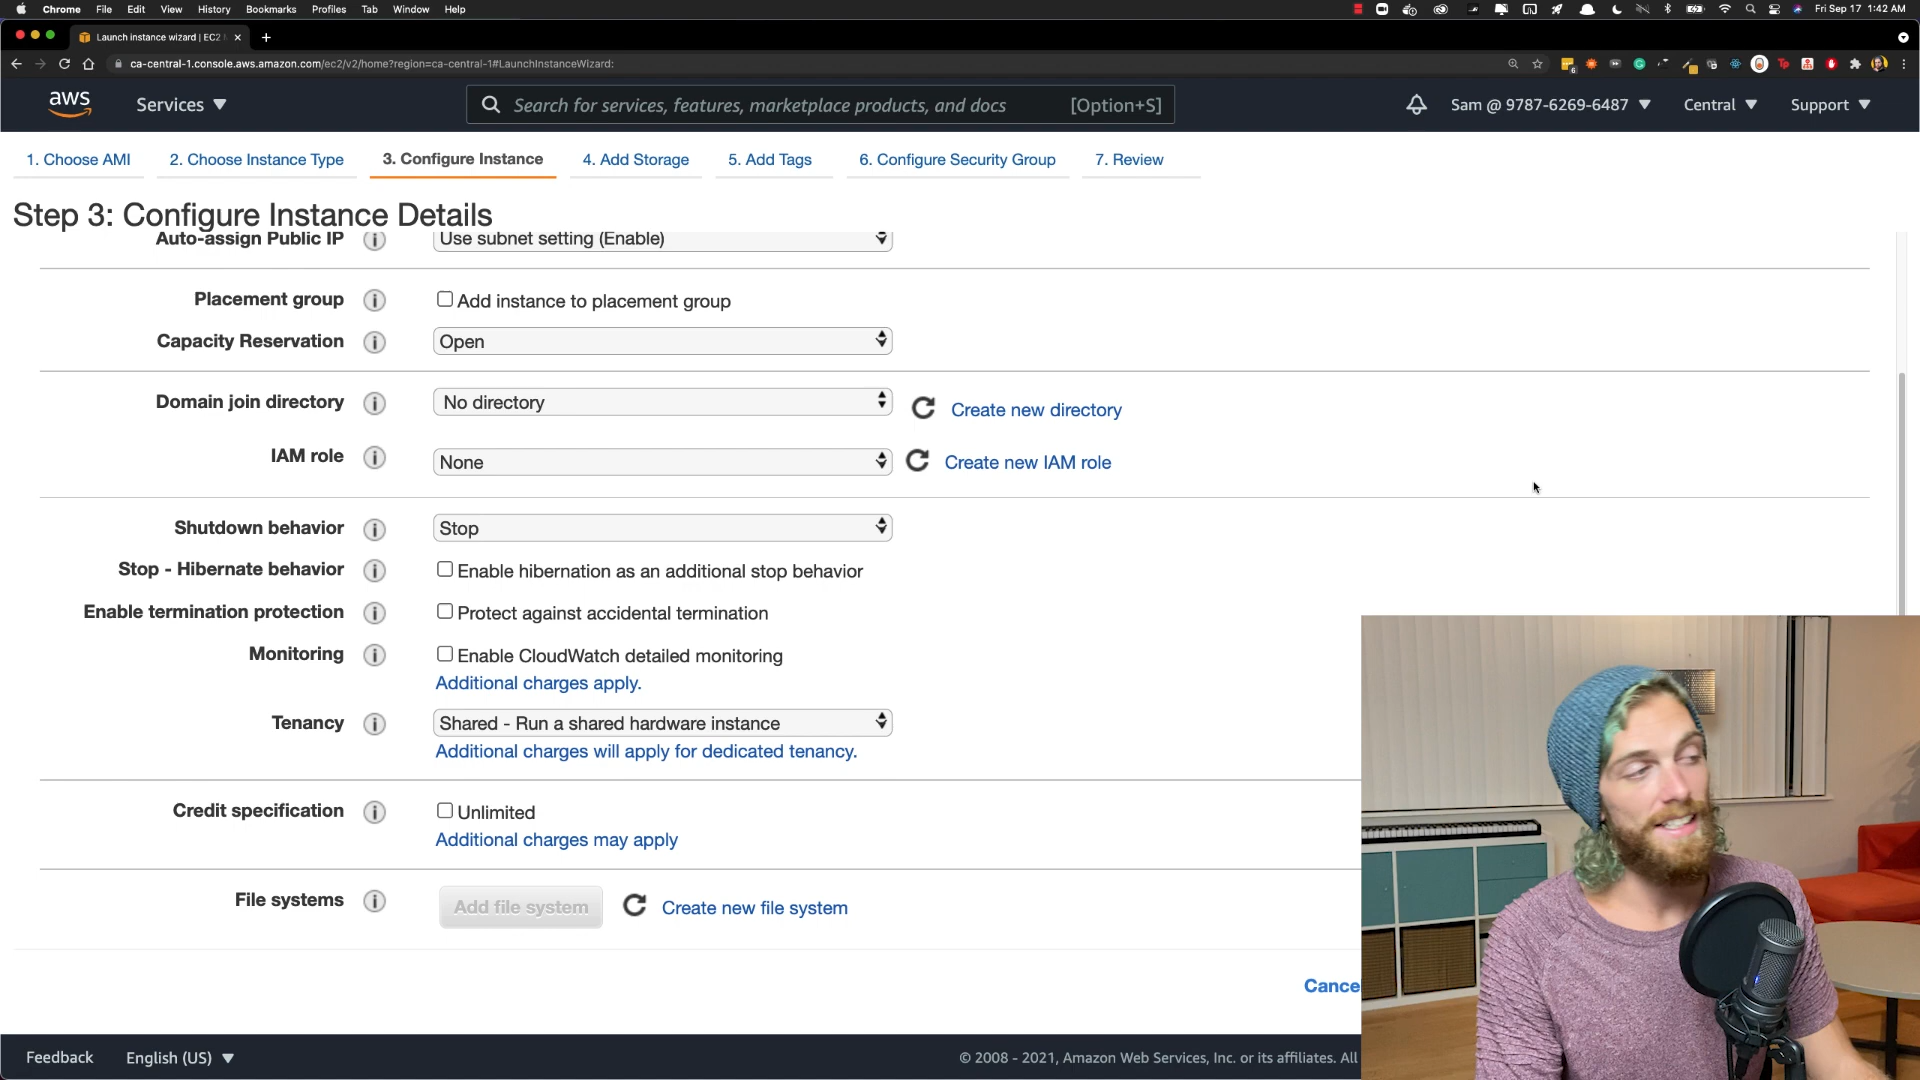 Chrome File Edit View History Bookmarks Profiles Tab Window Help Fri Sep 17 1:42 AM
Launch instance wizard | EC2
ca-central-1.console.aws.amazon.com/ec2/v2/home?region=ca-central-1#LaunchInstanceWizard:
aws Services Search for services, features, marketplace products, and docs [Option+S] Sam @ 9787-6269-6487 Central Support
1. Choose AMI 2. Choose Instance Type 3. Configure Instance 4. Add Storage 5. Add Tags 6. Configure Security Group 7. Review
Step 3: Configure Instance Details
Auto-assign Public IP Use subnet setting (Enable)
Placement group Add instance to placement group
Capacity Reservation Open
Domain join directory No directory Create new directory
IAM role None Create new IAM role
Shutdown behavior Stop
Stop - Hibernate behavior Enable hibernation as an additional stop behavior
Enable termination protection Protect against accidental termination
Monitoring Enable CloudWatch detailed monitoring
Additional charges apply.
Tenancy Shared - Run a shared hardware instance
Additional charges will apply for dedicated tenancy.
Credit specification Unlimited
Additional charges may apply
File systems Add file system Create new file system
Cance
Feedback English (US) © 2008 - 2021, Amazon Web Services, Inc. or its affiliates. All